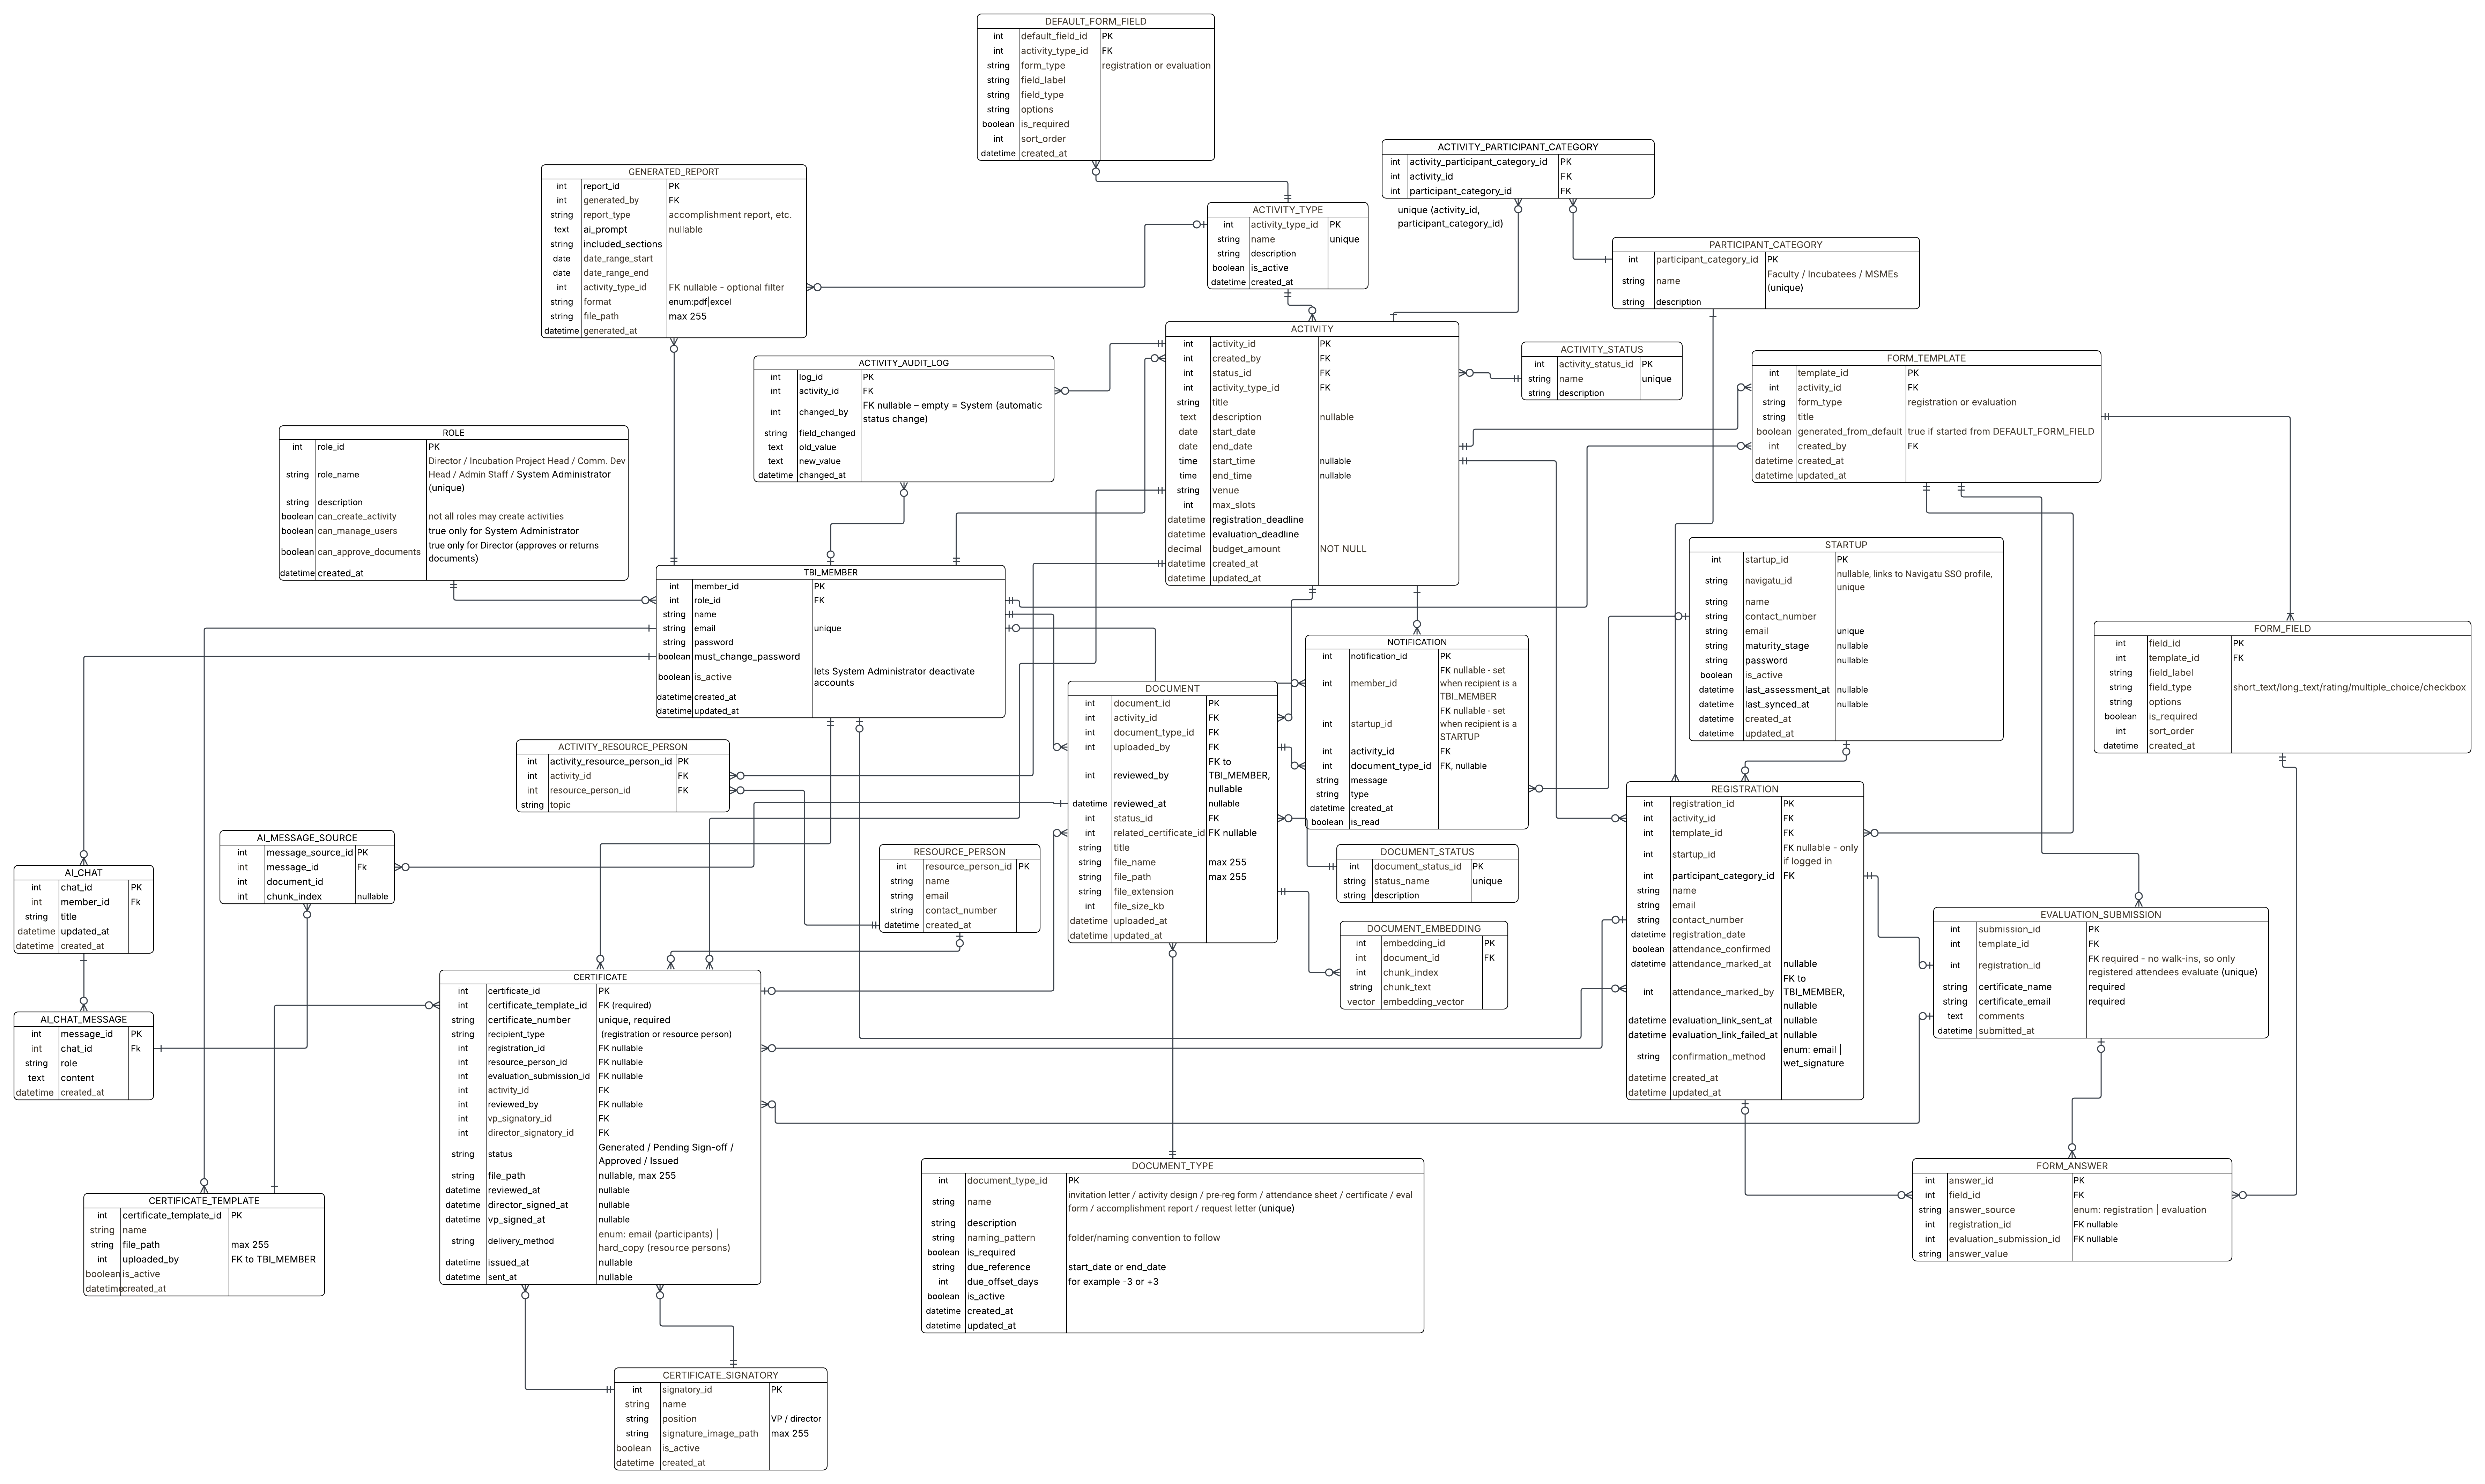 DEFAULT_FORM_FIELD
int default_field_id PK
int activity_type_id FK
string form_type registration or evaluation
string field_label
string field_type
string options
boolean is_required
int sort_order
datetime created_at
ACTIVITY_PARTICIPANT_CATEGORY
int activity_participant_category_id PK
int activity_id FK
int participant_category_id FK
unique (activity_id,
participant_category_id)
GENERATED_REPORT
int report_id PK
int generated_by FK
string report_type accomplishment report, etc.
text ai_prompt nullable
string included_sections
date date_range_start
date date_range_end
int activity_type_id FK nullable - optional filter
string format enum:pdf|excel
string file_path max 255
datetime generated_at
ACTIVITY_TYPE
int activity_type_id PK
string name unique
string description
boolean is_active
datetime created_at
PARTICIPANT_CATEGORY
int participant_category_id PK
string name Faculty / Incubatees / MSMEs
(unique)
string description
ACTIVITY
int activity_id PK
int created_by FK
int status_id FK
int activity_type_id FK
string title
text description nullable
date start_date
date end_date
time start_time nullable
time end_time nullable
string venue
int max_slots
datetime registration_deadline
datetime evaluation_deadline
decimal budget_amount NOT NULL
datetime created_at
datetime updated_at
ACTIVITY_STATUS
int activity_status_id PK
string name unique
string description
ACTIVITY_AUDIT_LOG
int log_id PK
int activity_id FK
int changed_by FK nullable – empty = System (automatic
status change)
string field_changed
text old_value
text new_value
datetime changed_at
FORM_TEMPLATE
int template_id PK
int activity_id FK
string form_type registration or evaluation
string title
boolean generated_from_default true if started from DEFAULT_FORM_FIELD
int created_by FK
datetime created_at
datetime updated_at
ROLE
int role_id PK
string role_name Director / Incubation Project Head / Comm. Dev
Head / Admin Staff / System Administrator
(unique)
string description
boolean can_create_activity not all roles may create activities
boolean can_manage_users true only for System Administrator
boolean can_approve_documents true only for Director (approves or returns
documents)
datetime created_at
TBI_MEMBER
int member_id PK
int role_id FK
string name
string email unique
string password
boolean must_change_password
boolean is_active lets System Administrator deactivate
accounts
datetime created_at
datetime updated_at
STARTUP
int startup_id PK
string navigatu_id nullable, links to Navigatu SSO profile,
unique
string name
string contact_number
string email unique
string maturity_stage nullable
string password nullable
boolean is_active
datetime last_assessment_at nullable
datetime last_synced_at nullable
datetime created_at
datetime updated_at
FORM_FIELD
int field_id PK
int template_id FK
string field_label
string field_type short_text/long_text/rating/multiple_choice/checkbox
string options
boolean is_required
int sort_order
datetime created_at
NOTIFICATION
int notification_id PK
int member_id FK nullable - set
when recipient is a
TBI_MEMBER
int startup_id FK nullable - set
when recipient is a
STARTUP
int activity_id FK
int document_type_id FK, nullable
string message
string type
datetime created_at
boolean is_read
DOCUMENT
int document_id PK
int activity_id FK
int document_type_id FK
int uploaded_by FK
int reviewed_by FK to
TBI_MEMBER,
nullable
datetime reviewed_at nullable
int status_id FK
int related_certificate_id FK nullable
string title
string file_name max 255
string file_path max 255
string file_extension
int file_size_kb
datetime uploaded_at
datetime updated_at
ACTIVITY_RESOURCE_PERSON
int activity_resource_person_id PK
int activity_id FK
int resource_person_id FK
string topic
REGISTRATION
int registration_id PK
int activity_id FK
int template_id FK
int startup_id FK nullable - only
if logged in
int participant_category_id FK
string name
string email
string contact_number
datetime registration_date
boolean attendance_confirmed
datetime attendance_marked_at nullable
int attendance_marked_by FK to
TBI_MEMBER,
nullable
datetime evaluation_link_sent_at nullable
datetime evaluation_link_failed_at nullable
string confirmation_method enum: email |
wet_signature
datetime created_at
datetime updated_at
AI_MESSAGE_SOURCE
int message_source_id PK
int message_id Fk
int document_id
int chunk_index nullable
RESOURCE_PERSON
int resource_person_id PK
string name
string email
string contact_number
datetime created_at
DOCUMENT_STATUS
int document_status_id PK
string status_name unique
string description
AI_CHAT
int chat_id PK
int member_id Fk
string title
datetime updated_at
datetime created_at
EVALUATION_SUBMISSION
int submission_id PK
int template_id FK
int registration_id FK required - no walk-ins, so only
registered attendees evaluate (unique)
string certificate_name required
string certificate_email required
text comments
datetime submitted_at
DOCUMENT_EMBEDDING
int embedding_id PK
int document_id FK
int chunk_index
string chunk_text
vector embedding_vector
CERTIFICATE
int certificate_id PK
int certificate_template_id FK (required)
string certificate_number unique, required
string recipient_type (registration or resource person)
int registration_id FK nullable
int resource_person_id FK nullable
int evaluation_submission_id FK nullable
int activity_id FK
int reviewed_by FK nullable
int vp_signatory_id FK
int director_signatory_id FK
string status Generated / Pending Sign-off /
Approved / Issued
string file_path nullable, max 255
datetime reviewed_at nullable
datetime director_signed_at nullable
datetime vp_signed_at nullable
string delivery_method enum: email (participants) |
hard_copy (resource persons)
datetime issued_at nullable
datetime sent_at nullable
AI_CHAT_MESSAGE
int message_id PK
int chat_id Fk
string role
text content
datetime created_at
DOCUMENT_TYPE
int document_type_id PK
string name invitation letter / activity design / pre-reg form / attendance sheet / certificate / eval
form / accomplishment report / request letter (unique)
string description
string naming_pattern folder/naming convention to follow
boolean is_required
string due_reference start_date or end_date
int due_offset_days for example -3 or +3
boolean is_active
datetime created_at
datetime updated_at
FORM_ANSWER
int answer_id PK
int field_id FK
string answer_source enum: registration | evaluation
int registration_id FK nullable
int evaluation_submission_id FK nullable
string answer_value
CERTIFICATE_TEMPLATE
int certificate_template_id PK
string name
string file_path max 255
int uploaded_by FK to TBI_MEMBER
boolean is_active
datetime created_at
CERTIFICATE_SIGNATORY
int signatory_id PK
string name
string position VP / director
string signature_image_path max 255
boolean is_active
datetime created_at